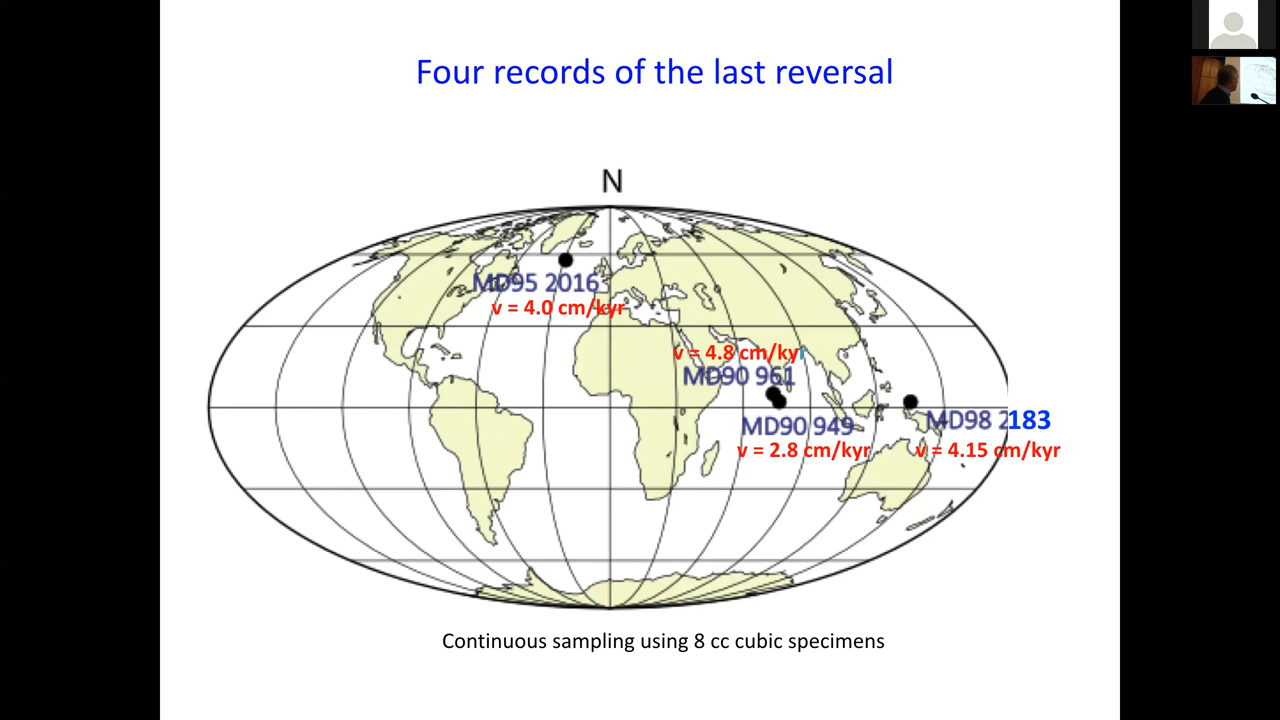 Four records of the last reversal
N
MD95 2016
v = 4.0 cm/kyr
v = 4.8 cm/kyr
MD90 961
MD90 949
v = 2.8 cm/kyr
MD98 2183
v = 4.15 cm/kyr
Continuous sampling using 8 cc cubic specimens